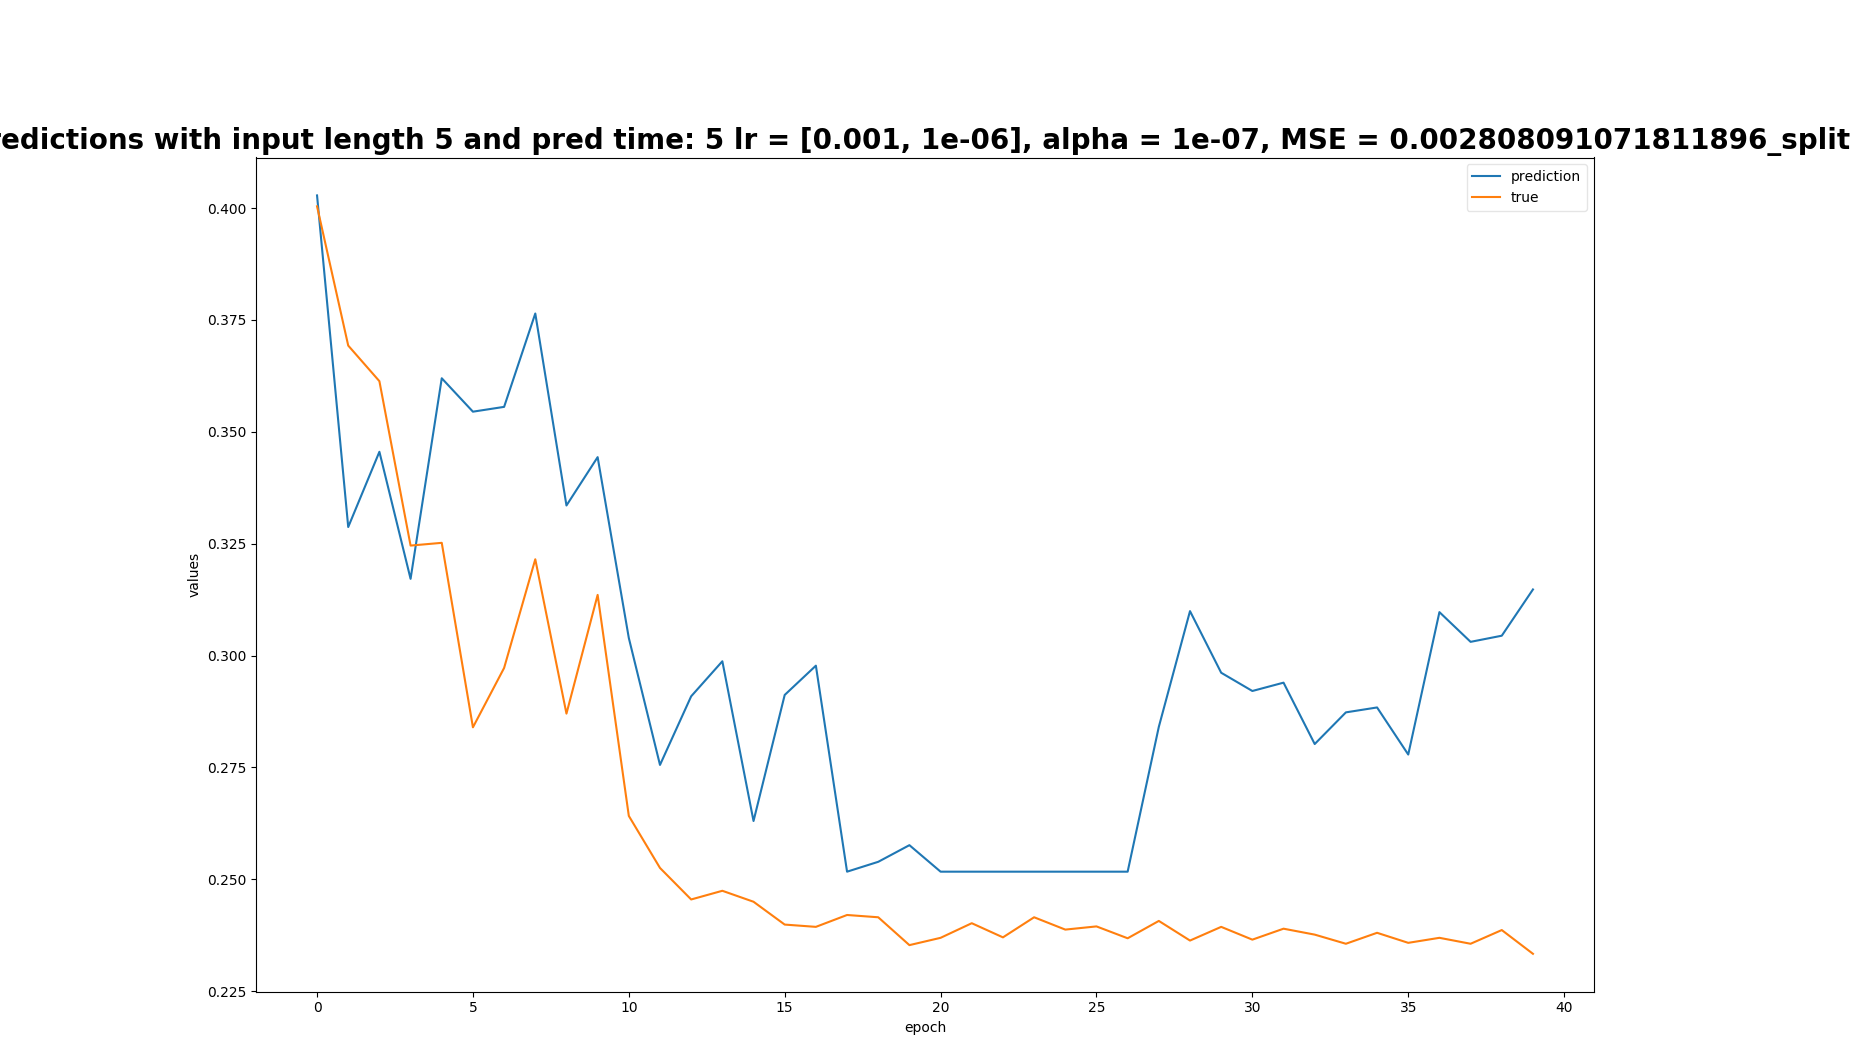 redictions with input length 5 and pred time: 5 lr = [0.001, 1e-06], alpha = 1e-07, MSE = 0.002808091071811896_split
prediction
true
0.400
0.375
0.350
0.325
0.300
0.275
0.250
0.225
values
0 5 10 15 20 25 30 35 40
epoch